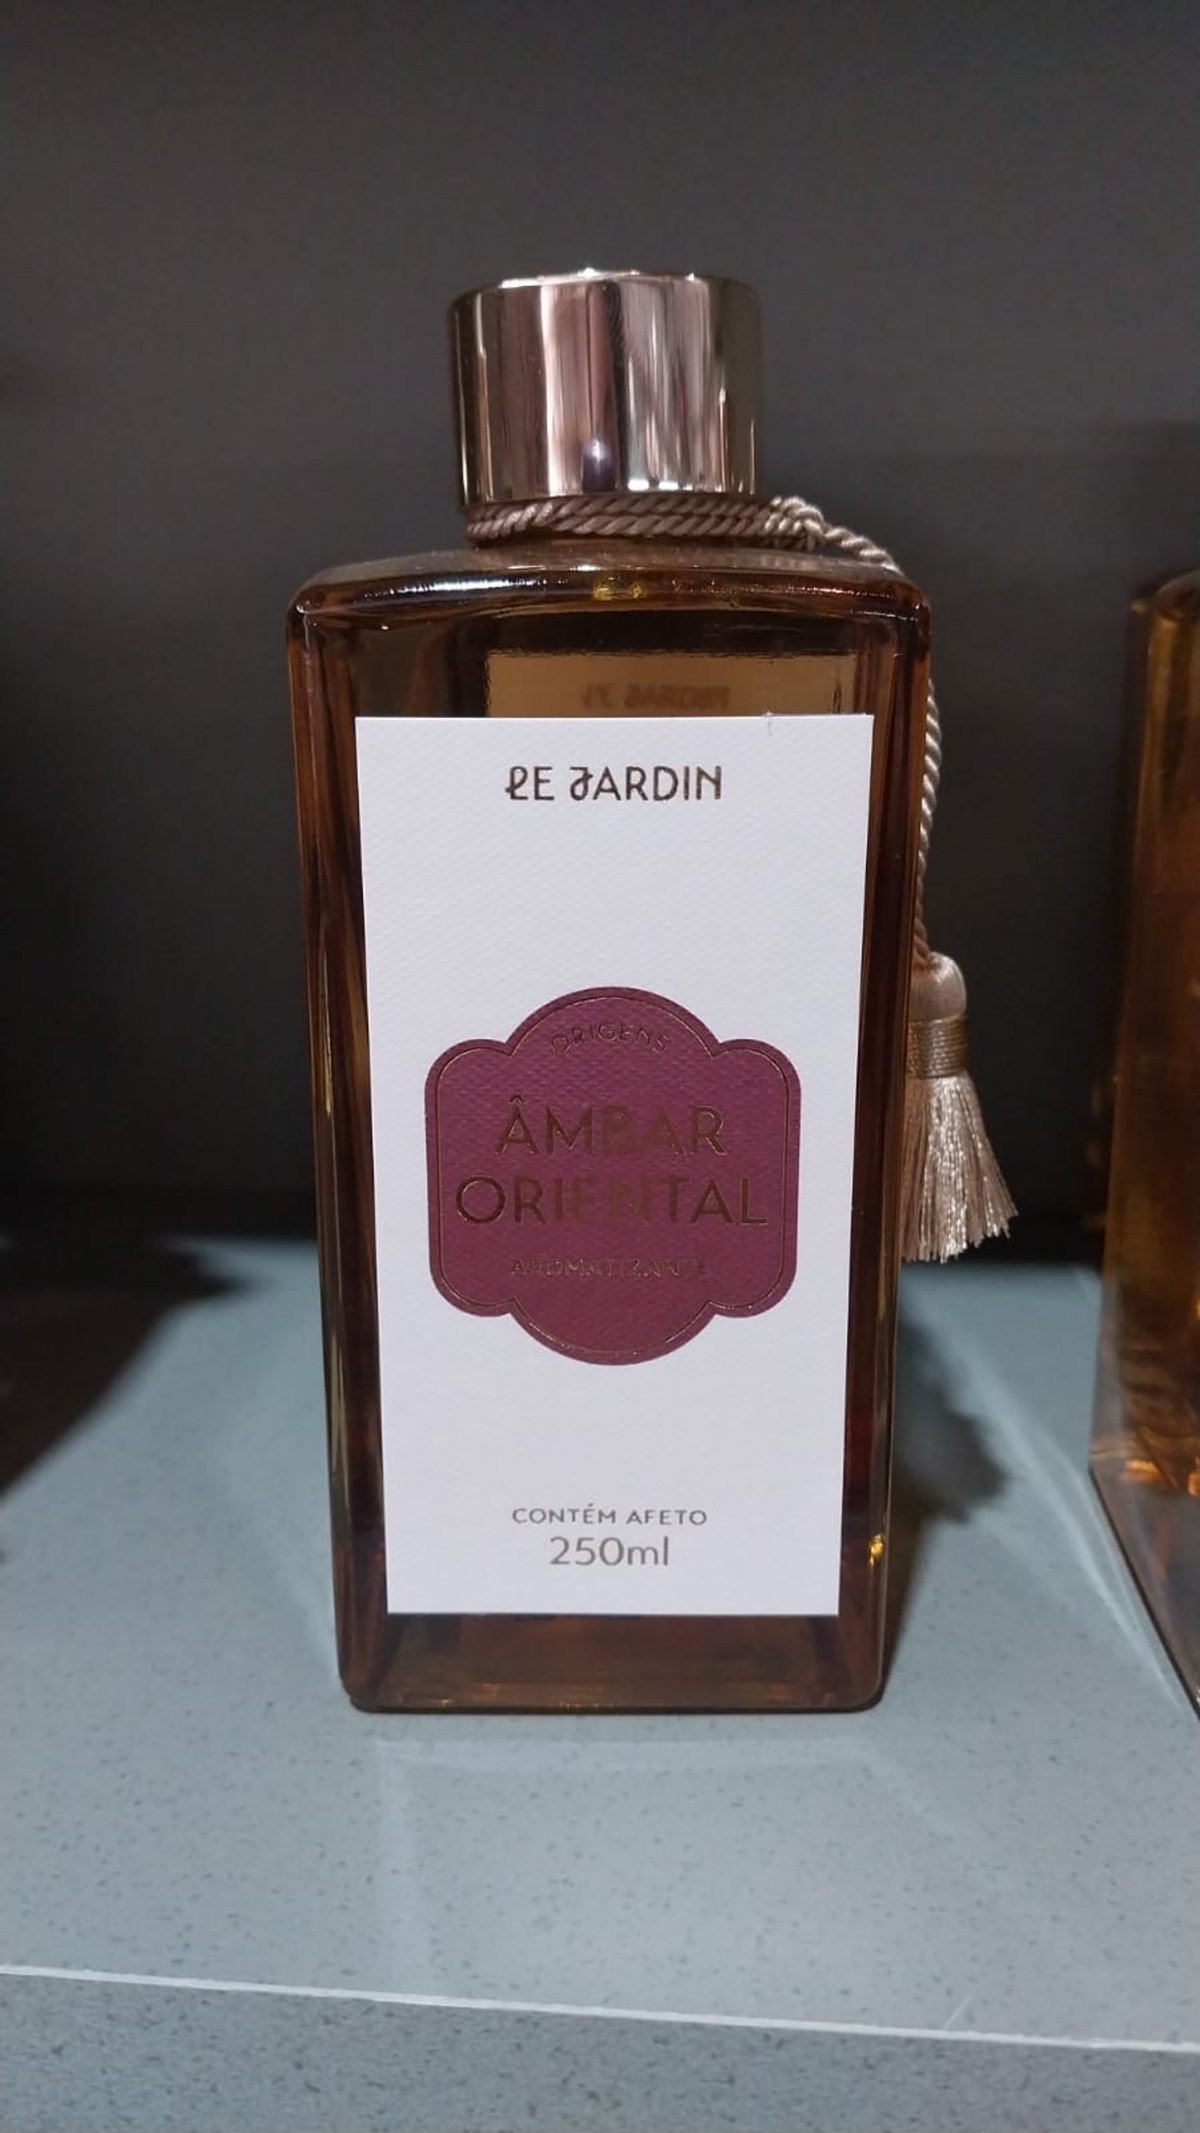 LE JARDIN
ORIGENS
ÂMBAR
ORIENTAL
AROMATIZANTE
CONTÉM AFETO
250ml